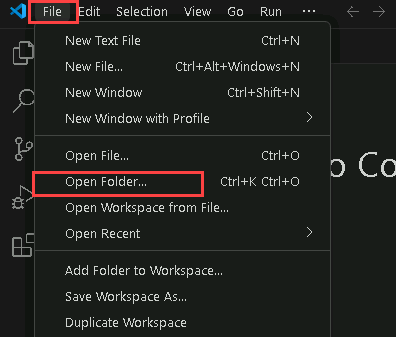 File Edit Selection View Go Run ...
New Text File Ctrl+N
New File... Ctrl+Alt+Windows+N
New Window Ctrl+Shift+N
New Window with Profile
Open File... Ctrl+O
Open Folder... Ctrl+K Ctrl+O
Open Workspace from File...
Open Recent
Add Folder to Workspace...
Save Workspace As...
Duplicate Workspace
o Co